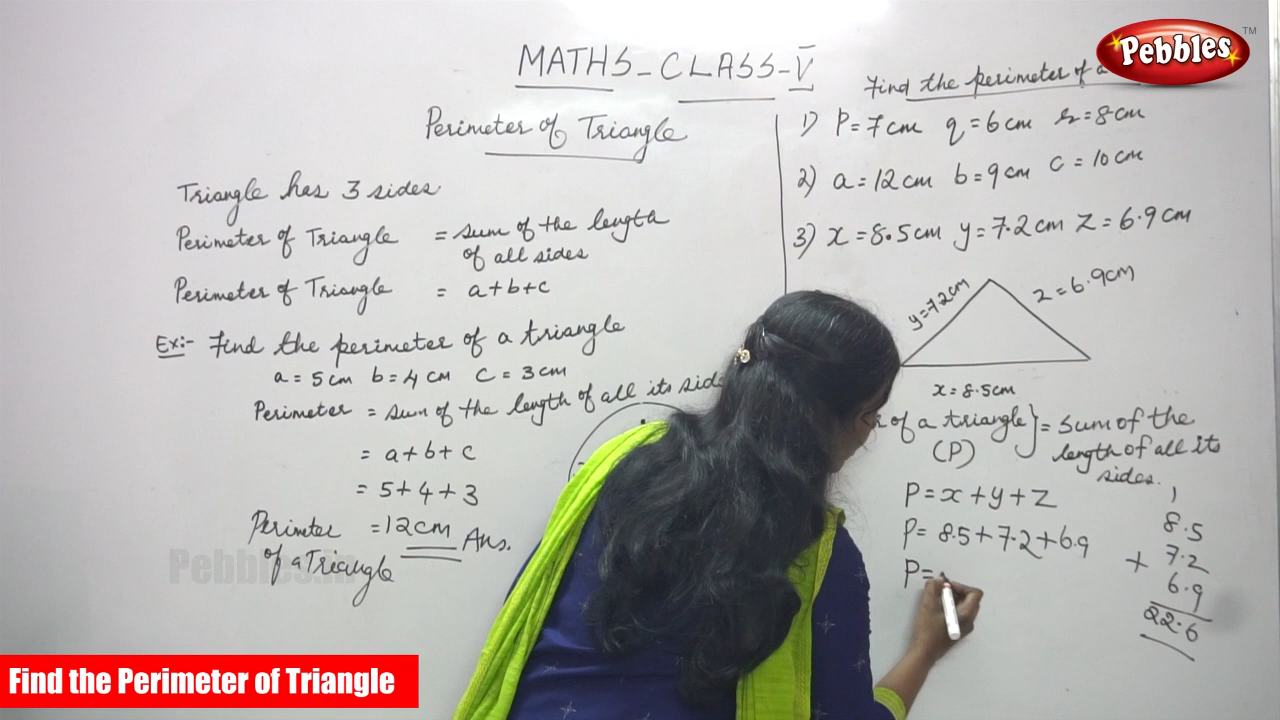 Pebbles TM
MATHS - CLASS - V
Perimeter of Triangle
Triangle has 3 sides
Perimeter of Triangle = sum of the length
of all sides
Perimeter of Triangle = a+b+c
Ex:- Find the perimeter of a triangle
a = 5cm b = 4 cm c = 3 cm
Perimeter = sum of the length of all its
= a+b+c
= 5+4+3
Perimeter = 12cm Ans.
of a Triangle
Pebbles.in
Find the perimeter of a
1) P=7cm q=6cm r=8cm
2) a=12cm b=9cm c=10cm
3) x=8.5cm y=7.2cm z=6.9cm
y=7.2cm z=6.9cm
x=8.5cm
of a triangle } = Sum of the
(P) length of all its
sides.
P=x+y+z
P= 8.5+7.2+6.9
P=
1
8.5
+ 7.2
6.9
22.6
Find the Perimeter of Triangle